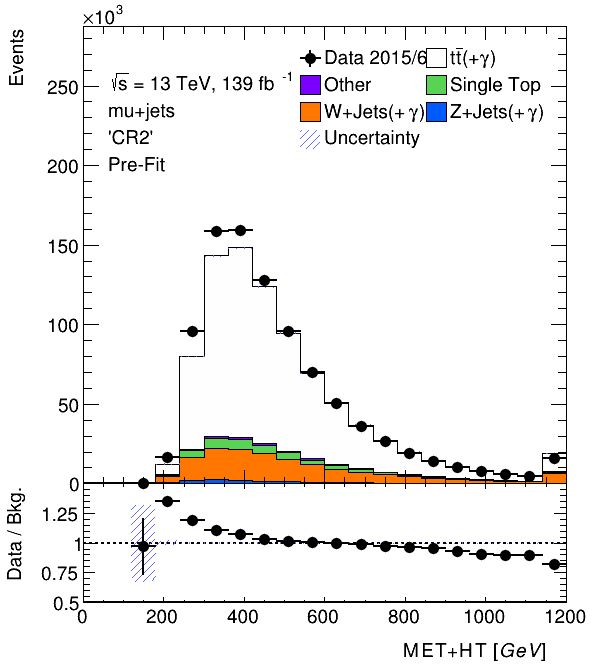 ×10³
Events
300
250
200
150
100
50
0
√s = 13 TeV, 139 fb⁻¹
mu+jets
'CR2'
Pre-Fit
Data 2015/6
tt̄(+γ)
Other
Single Top
W+Jets(+γ)
Z+Jets(+γ)
Uncertainty
Data / Bkg.
1.25
1
0.75
0.5
0 200 400 600 800 1000 1200
MET+HT [GeV]